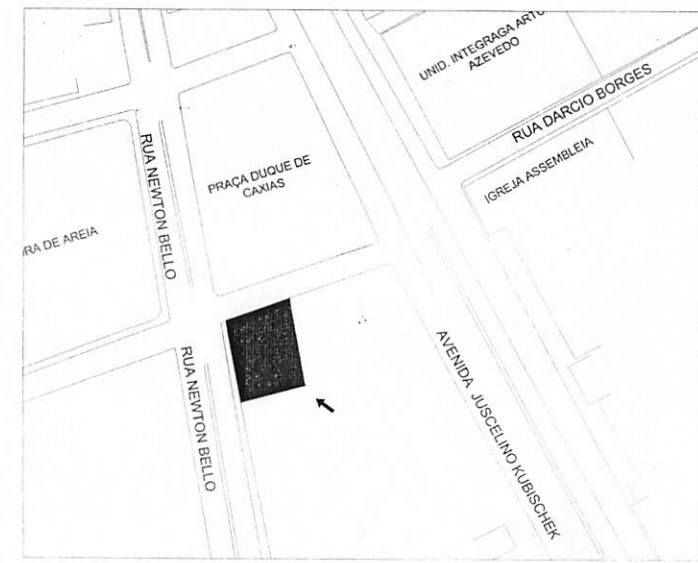 UNID. INTEGRAGA ARTU
AZEVEDO
RUA DARCIO BORGES
IGREJA ASSEMBLEIA
RUA NEWTON BELLO
PRAÇA DUQUE DE
CAXIAS
RA DE AREIA
RUA NEWTON BELLO
AVENIDA JUSCELINO KUBISCHEK